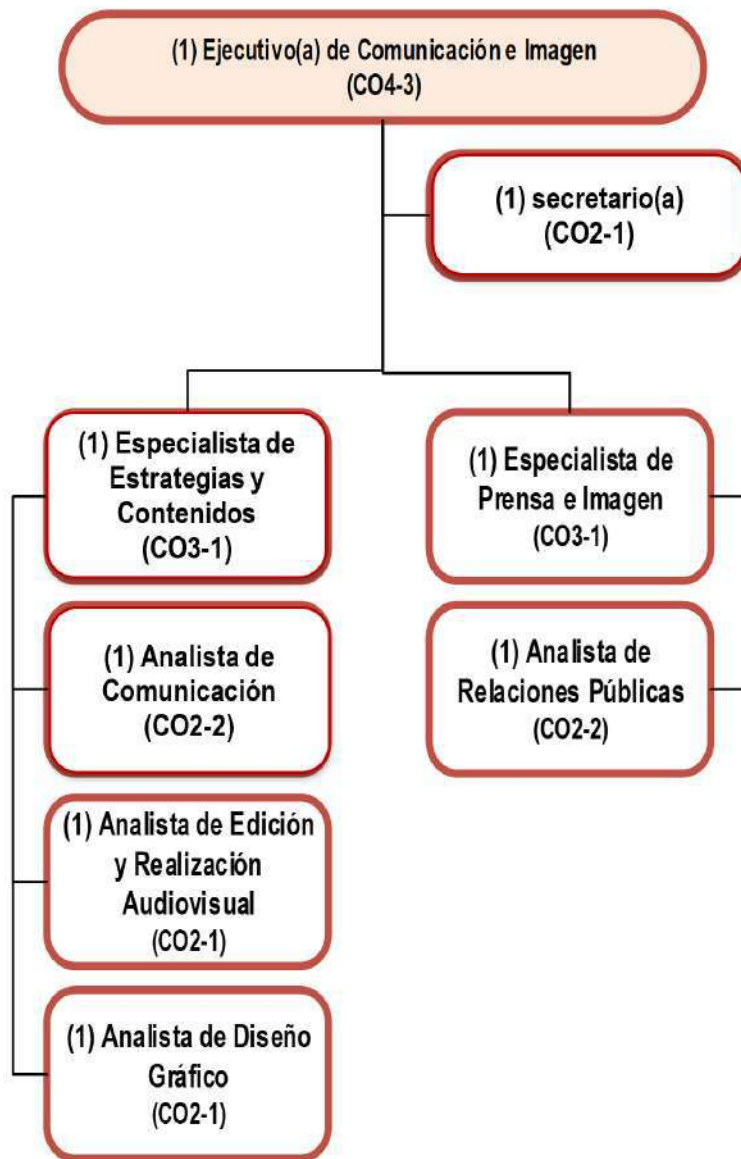 (1) Ejecutivo(a) de Comunicación e Imagen
(CO4-3)
(1) secretario(a)
(CO2-1)
(1) Especialista de
Estrategias y
Contenidos
(CO3-1)
(1) Especialista de
Prensa e Imagen
(CO3-1)
(1) Analista de
Comunicación
(CO2-2)
(1) Analista de
Relaciones Públicas
(CO2-2)
(1) Analista de Edición
y Realización
Audiovisual
(CO2-1)
(1) Analista de Diseño
Gráfico
(CO2-1)